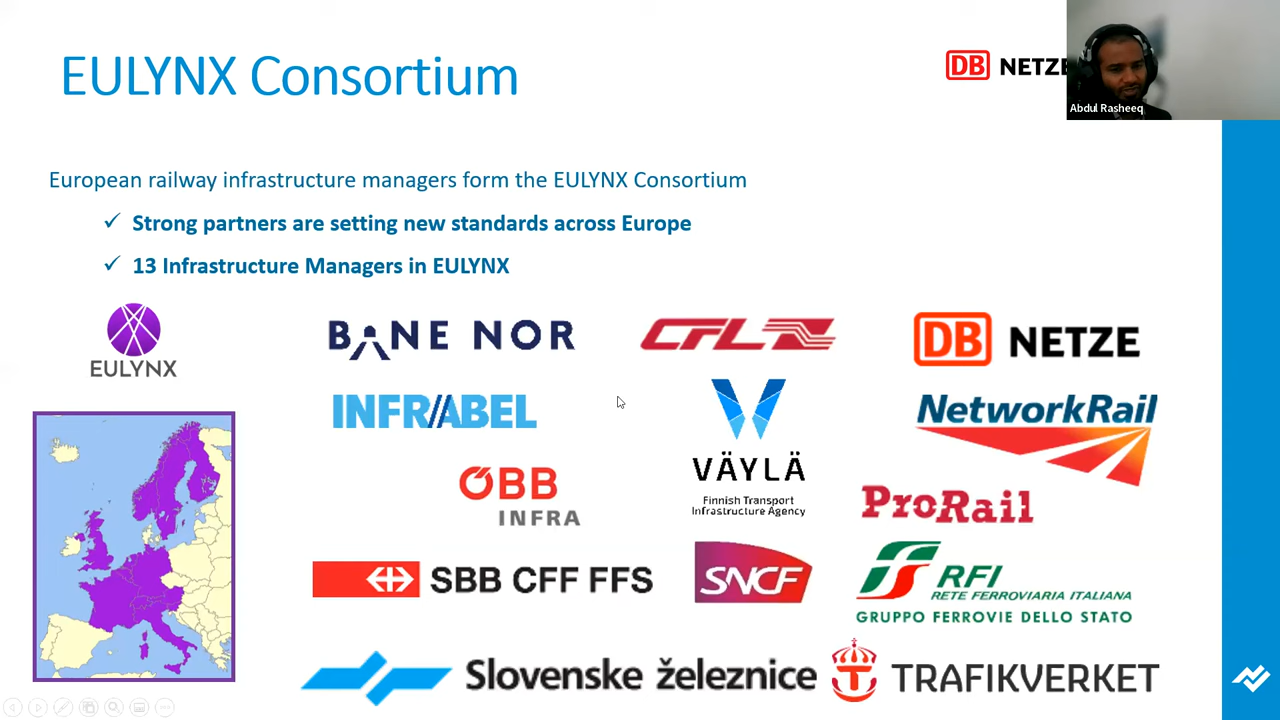 EULYNX Consortium
DB NETZE
Abdul Rasheeq
European railway infrastructure managers form the EULYNX Consortium
✓ Strong partners are setting new standards across Europe
✓ 13 Infrastructure Managers in EULYNX
EULYNX
BANE NOR
CFL
DB NETZE
INFRABEL
NetworkRail
VÄYLÄ
Finnish Transport
Infrastructure Agency
ÖBB
INFRA
ProRail
SBB CFF FFS
SNCF
RFI
RETE FERROVIARIA ITALIANA
GRUPPO FERROVIE DELLO STATO
Slovenske železnice
TRAFIKVERKET